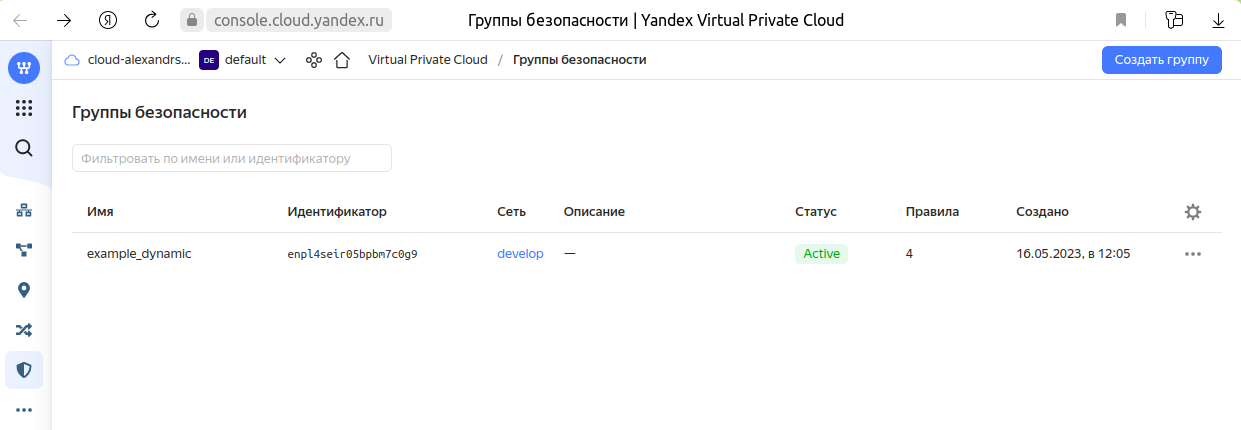 console.cloud.yandex.ru Группы безопасности | Yandex Virtual Private Cloud
cloud-alexandrs... DE default Virtual Private Cloud / Группы безопасности Создать группу
Группы безопасности
Фильтровать по имени или идентификатору
Имя Идентификатор Сеть Описание Статус Правила Создано
example_dynamic enpl4seir05bpbm7c0g9 develop — Active 4 16.05.2023, в 12:05